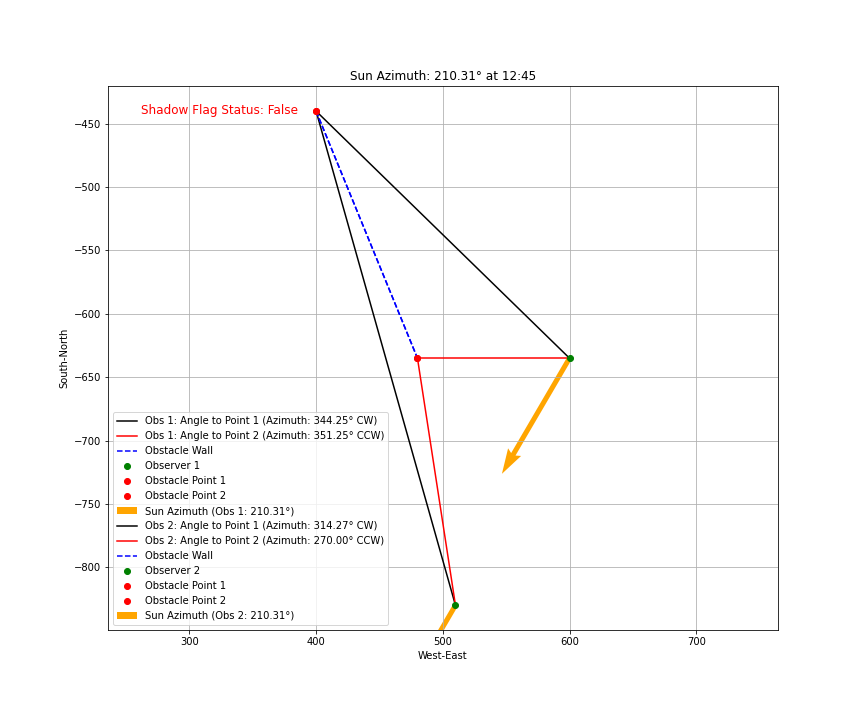 Sun Azimuth: 210.31° at 12:45
Shadow Flag Status: False
−450
−500
−550
−600
−650
−700
−750
−800
South-North
Obs 1: Angle to Point 1 (Azimuth: 344.25° CW)
Obs 1: Angle to Point 2 (Azimuth: 351.25° CCW)
Obstacle Wall
Observer 1
Obstacle Point 1
Obstacle Point 2
Sun Azimuth (Obs 1: 210.31°)
Obs 2: Angle to Point 1 (Azimuth: 314.27° CW)
Obs 2: Angle to Point 2 (Azimuth: 270.00° CCW)
Obstacle Wall
Observer 2
Obstacle Point 1
Obstacle Point 2
Sun Azimuth (Obs 2: 210.31°)
300 400 500 600 700
West-East